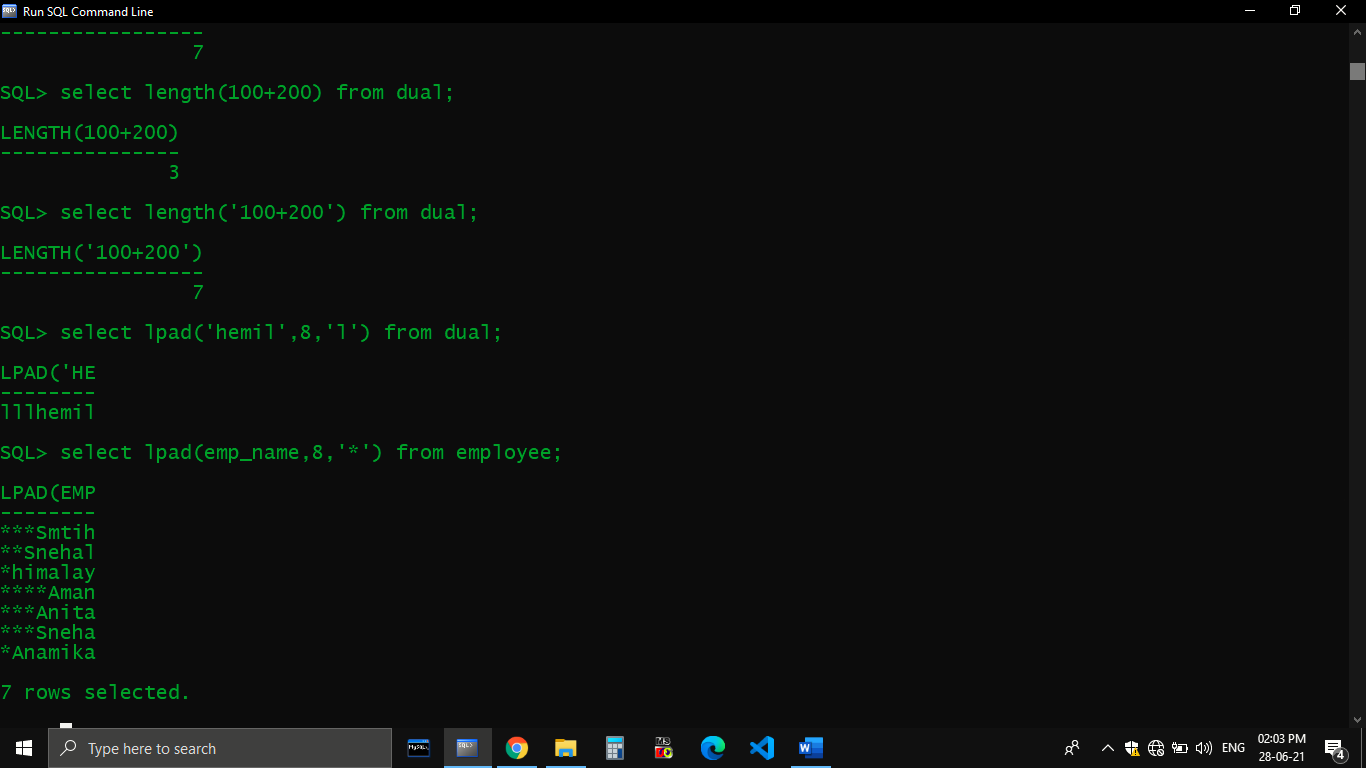 Run SQL Command Line
-----------------
7
SQL> select length(100+200) from dual;
LENGTH(100+200)
---------------
3
SQL> select length('100+200') from dual;
LENGTH('100+200')
-----------------
7
SQL> select lpad('hemil',8,'l') from dual;
LPAD('HE
--------
lllhemil
SQL> select lpad(emp_name,8,'*') from employee;
LPAD(EMP
--------
***Smtih
**Snehal
*himalay
****Aman
***Anita
***Sneha
*Anamika
7 rows selected.
Type here to search
ENG
02:03 PM
28-06-21
4